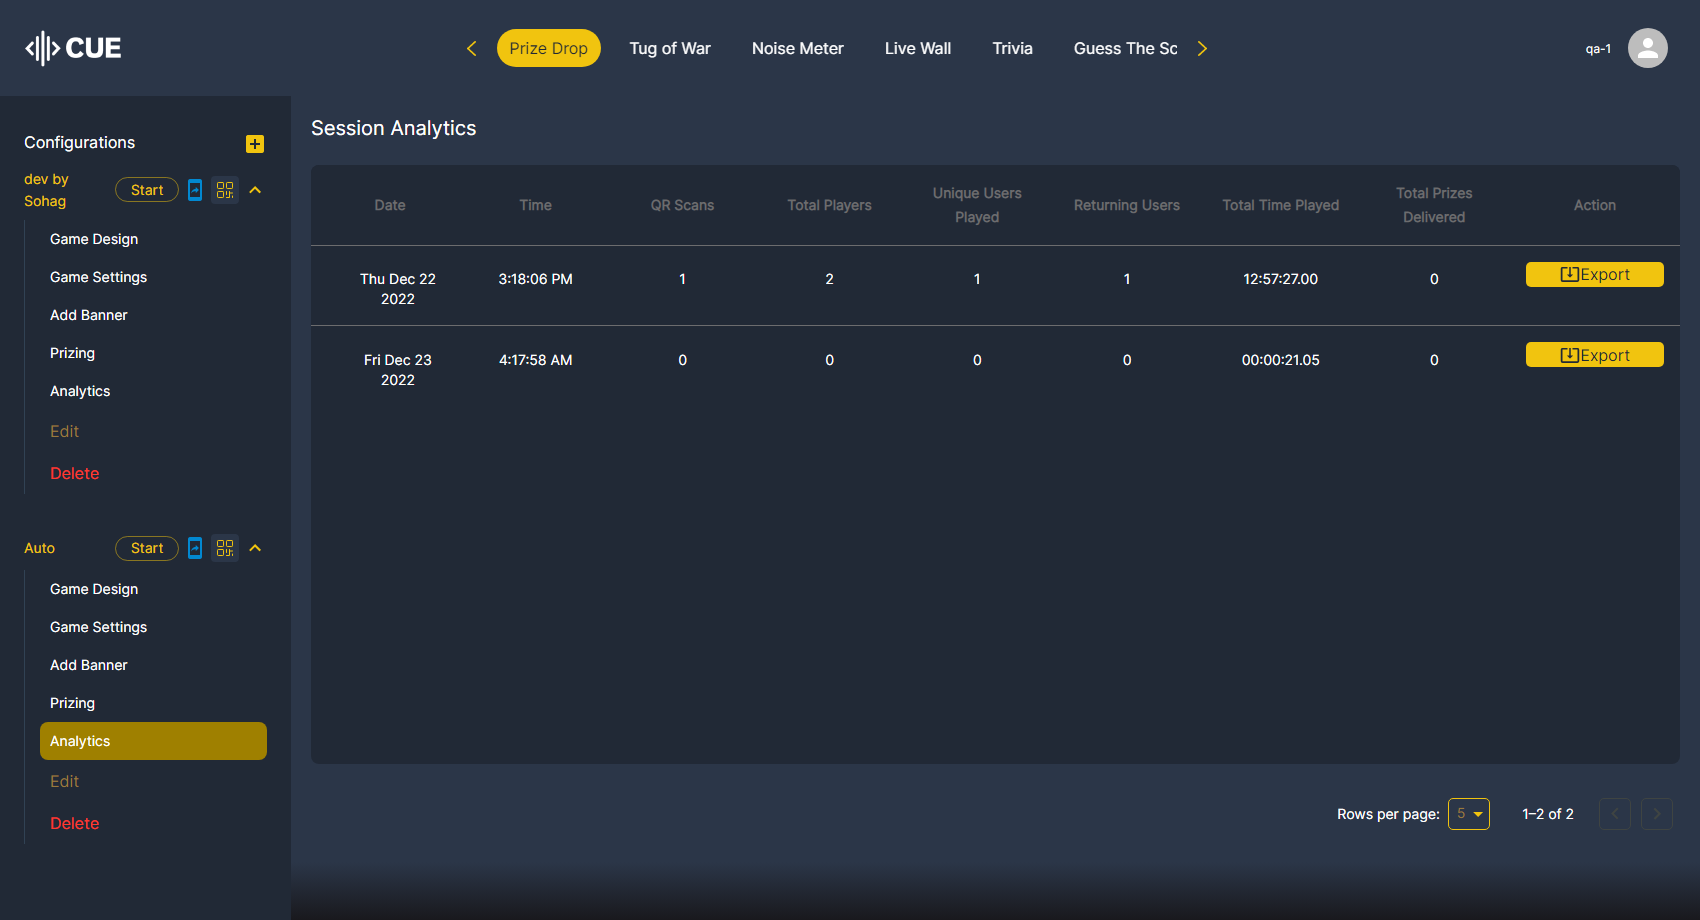 CUE
Prize Drop
Tug of War
Noise Meter
Live Wall
Trivia
Guess The Sc
qa-1
Configurations
dev by
Sohag
Start
Game Design
Game Settings
Add Banner
Prizing
Analytics
Edit
Delete
Auto
Start
Game Design
Game Settings
Add Banner
Prizing
Analytics
Edit
Delete
Session Analytics
Date
Time
QR Scans
Total Players
Unique Users
Played
Returning Users
Total Time Played
Total Prizes
Delivered
Action
Thu Dec 22
2022
3:18:06 PM
1
2
1
1
12:57:27.00
0
Export
Fri Dec 23
2022
4:17:58 AM
0
0
0
0
00:00:21.05
0
Export
Rows per page:
5
1–2 of 2